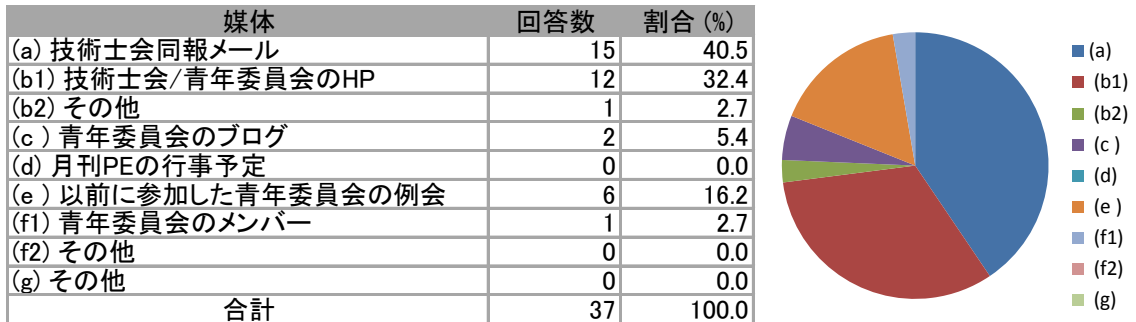 媒体 回答数 割合 (%)
(a) 技術士会同報メール 15 40.5
(b1) 技術士会/青年委員会のHP 12 32.4
(b2) その他 1 2.7
(c ) 青年委員会のブログ 2 5.4
(d) 月刊PEの行事予定 0 0.0
(e ) 以前に参加した青年委員会の例会 6 16.2
(f1) 青年委員会のメンバー 1 2.7
(f2) その他 0 0.0
(g) その他 0 0.0
合計 37 100.0
(a)
(b1)
(b2)
(c )
(d)
(e )
(f1)
(f2)
(g)